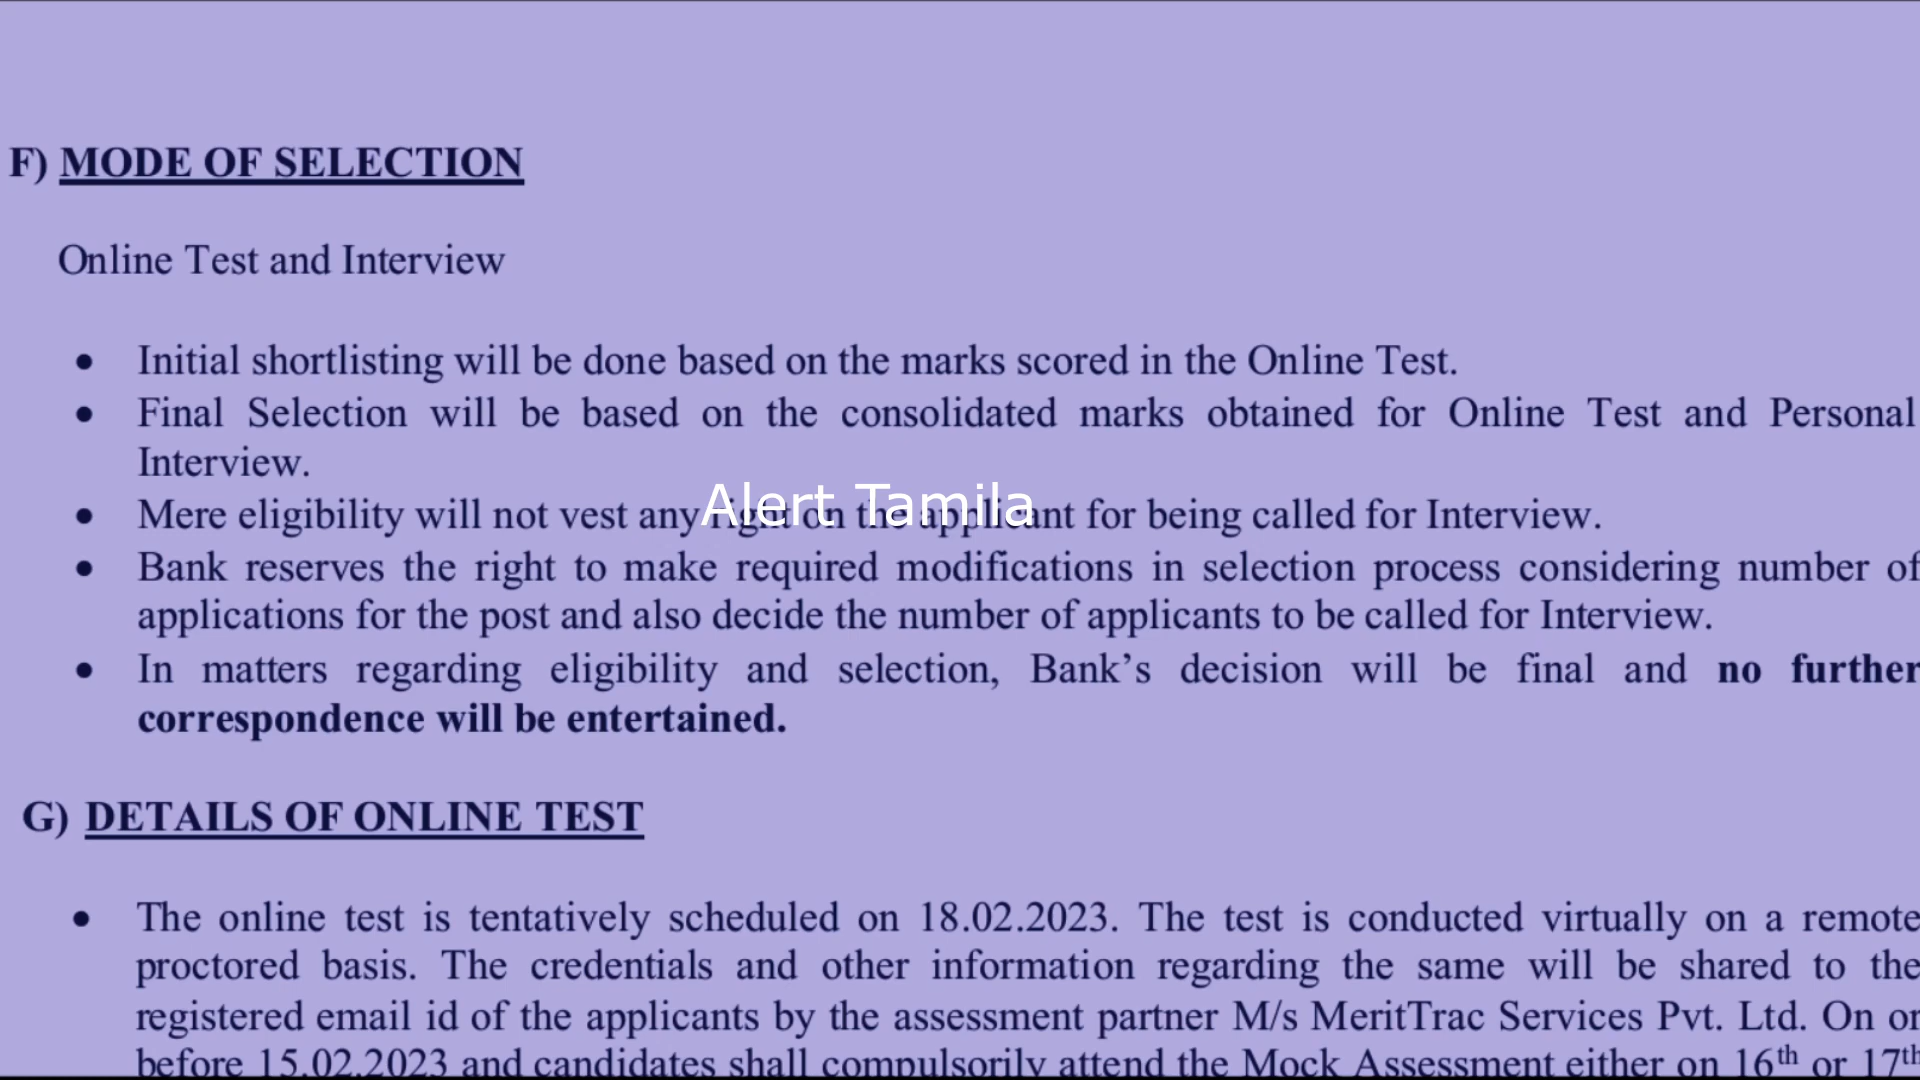 F) MODE OF SELECTION
Online Test and Interview
• Initial shortlisting will be done based on the marks scored in the Online Test.
• Final Selection will be based on the consolidated marks obtained for Online Test and Personal
Interview.
• Mere eligibility will not vest any right on the applicant for being called for Interview.
Alert Tamila
• Bank reserves the right to make required modifications in selection process considering number of
applications for the post and also decide the number of applicants to be called for Interview.
• In matters regarding eligibility and selection, Bank’s decision will be final and no further
correspondence will be entertained.
G) DETAILS OF ONLINE TEST
• The online test is tentatively scheduled on 18.02.2023. The test is conducted virtually on a remote
proctored basis. The credentials and other information regarding the same will be shared to the
registered email id of the applicants by the assessment partner M/s MeritTrac Services Pvt. Ltd. On or
before 15.02.2023 and candidates shall compulsorily attend the Mock Assessment either on 16th or 17th